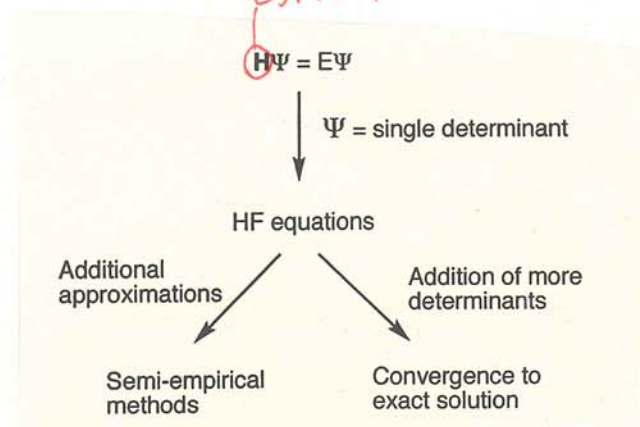 HΨ = EΨ
Ψ = single determinant
HF equations
Additional
approximations
Addition of more
determinants
Semi-empirical
methods
Convergence to
exact solution